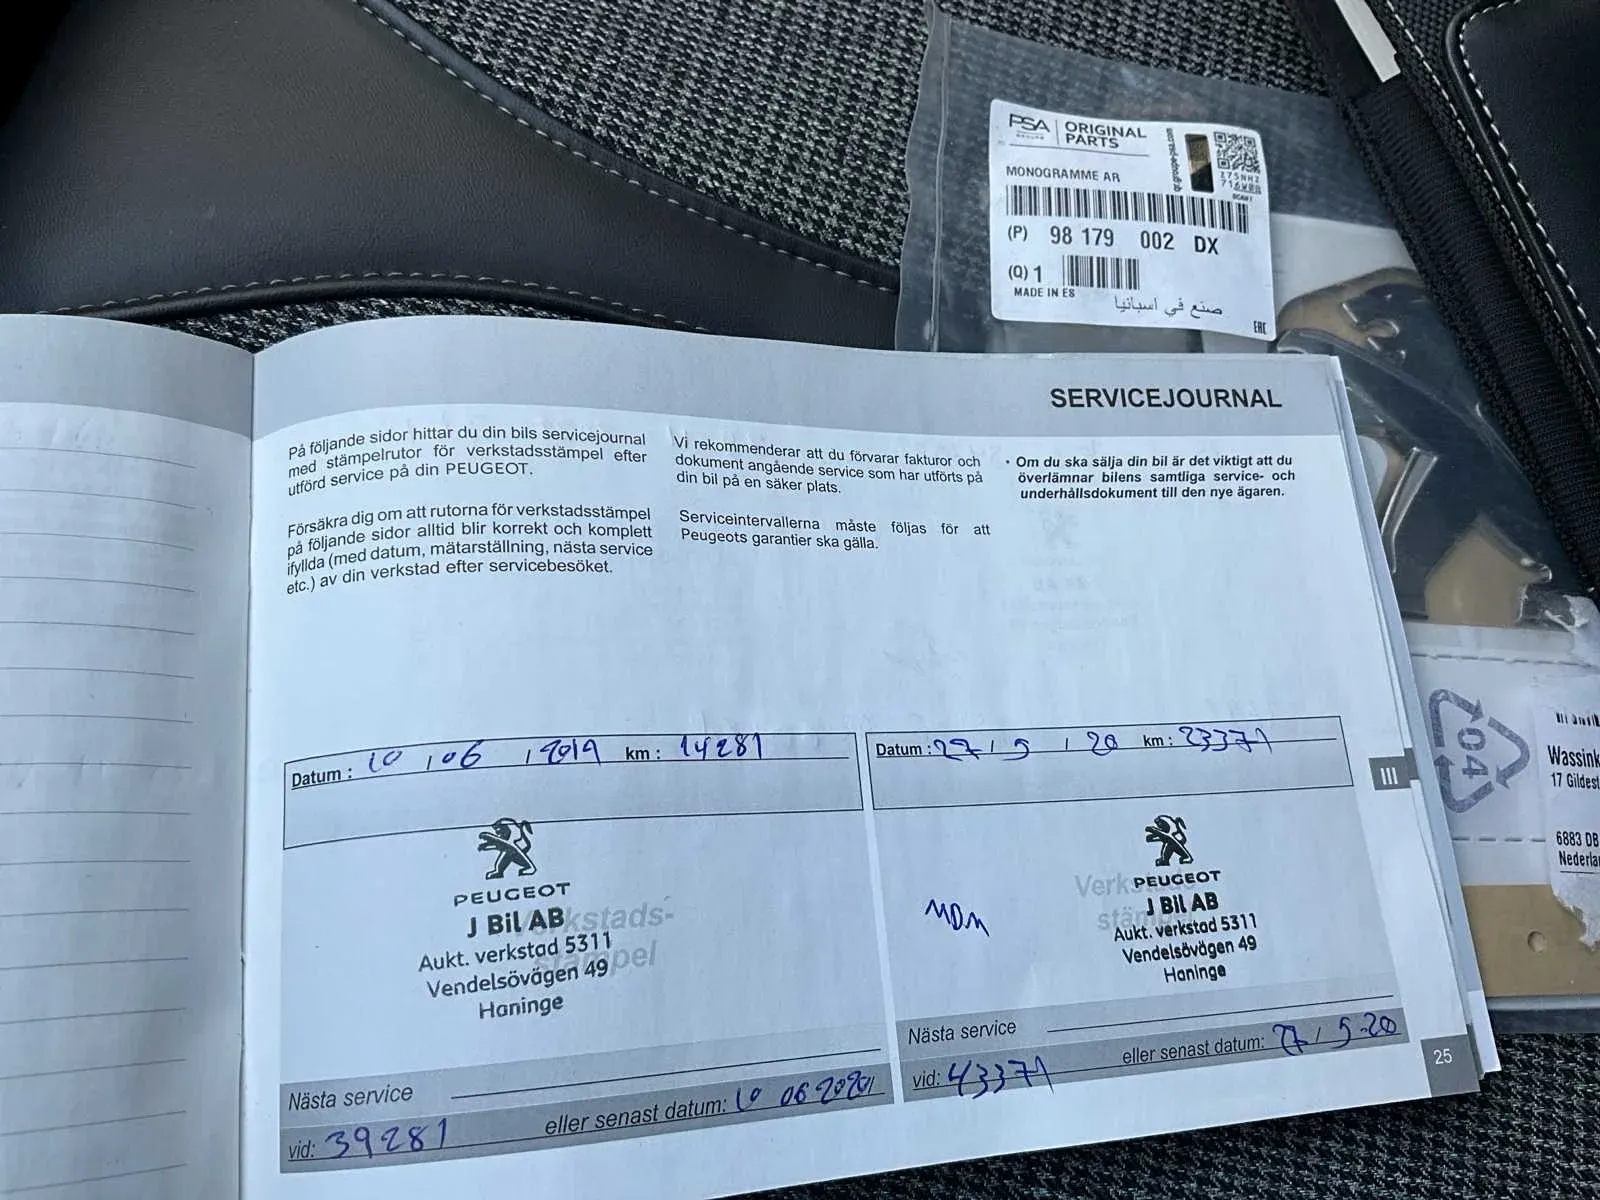 PSA
GROUPE
ORIGINAL
PARTS
MONOGRAMME AR
(P) 98 179 002 DX
(Q) 1
MADE IN ES
صنع في اسبانيا
EAC
SERVICEJOURNAL
På följande sidor hittar du din bils servicejournal
med stämpelrutor för verkstadsstämpel efter
utförd service på din PEUGEOT.
Försäkra dig om att rutorna för verkstadsstämpel
på följande sidor alltid blir korrekt och komplett
ifyllda (med datum, mätarställning, nästa service
etc.) av din verkstad efter servicebesöket.
Vi rekommenderar att du förvarar fakturor och
dokument angående service som har utförts på
din bil på en säker plats.
Serviceintervallerna måste följas för att
Peugeots garantier ska gälla.
• Om du ska sälja din bil är det viktigt att du
överlämnar bilens samtliga service- och
underhållsdokument till den nye ägaren.
Datum : 10 / 06 / 2019 km : 14281
PEUGEOT
J Bil AB
Aukt. verkstad 5311
Vendelsövägen 49
Haninge
Verkstads-
stämpel
Nästa service
vid: 39281 eller senast datum: 10 06 2020
Datum : 27 / 5 / 20 km : 23371
PEUGEOT
J Bil AB
Aukt. verkstad 5311
Vendelsövägen 49
Haninge
Nästa service
vid: 43371 eller senast datum: 27 / 5-20
III
25
04
Wassink
17 Gildest
6883 DB
Nederla